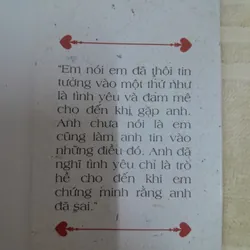 "Em nói em đã thôi tin
tưởng vào một thứ như
là tình yêu và đam mê
cho đến khi gặp anh.
Anh chưa nói là em
cũng làm anh tin vào
những điều đó. Anh đã
nghĩ tình yêu chỉ là trò
hề cho đến khi em
chứng minh rằng anh
đã sai."